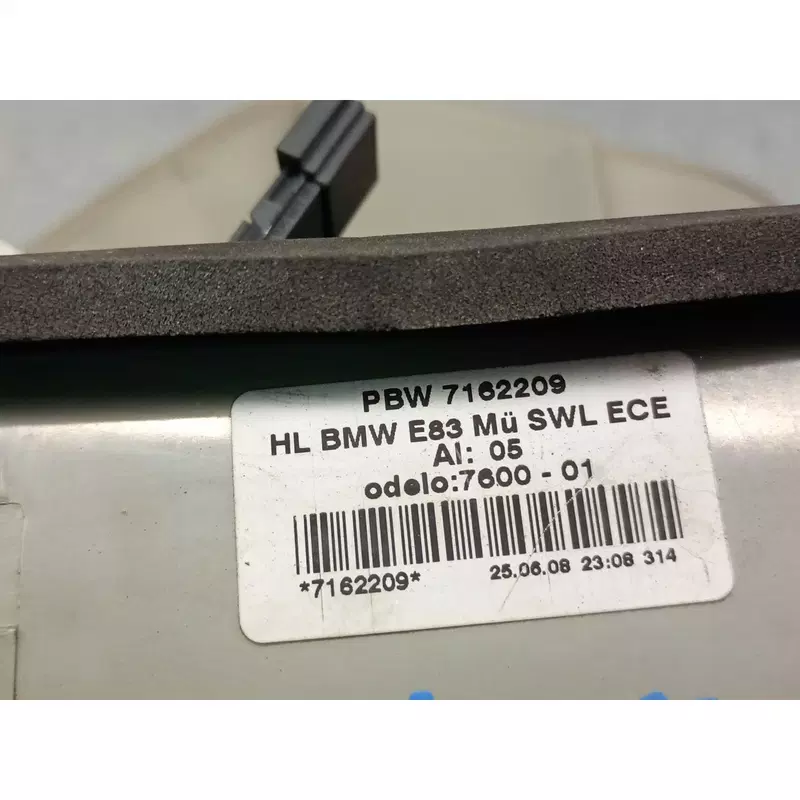 PBW 7162209
HL BMW E83 Mü SWL ECE
AI: 05
odelo:7600 - 01
*7162209* 25.06.08 23:08 314